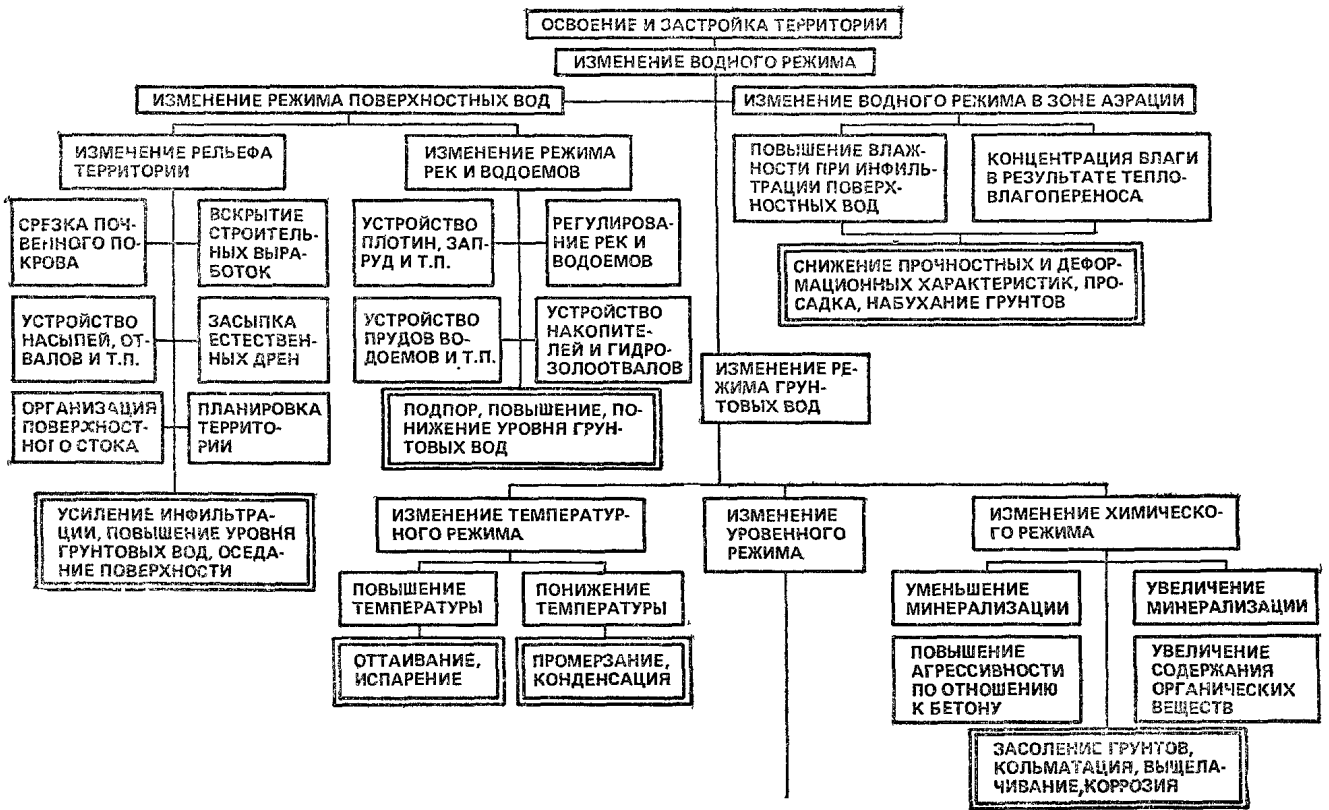 ОСВОЕНИЕ И ЗАСТРОЙКА ТЕРРИТОРИИ
ИЗМЕНЕНИЕ ВОДНОГО РЕЖИМА
ИЗМЕНЕНИЕ РЕЖИМА ПОВЕРХНОСТНЫХ ВОД
ИЗМЕНЕНИЕ ВОДНОГО РЕЖИМА В ЗОНЕ АЭРАЦИИ
ИЗМЕНЕНИЕ РЕЛЬЕФА
ТЕРРИТОРИИ
ИЗМЕНЕНИЕ РЕЖИМА
РЕК И ВОДОЕМОВ
ПОВЫШЕНИЕ ВЛАЖ-
НОСТИ ПРИ ИНФИЛЬ-
ТРАЦИИ ПОВЕРХ-
НОСТНЫХ ВОД
КОНЦЕНТРАЦИЯ ВЛАГИ
В РЕЗУЛЬТАТЕ ТЕПЛО-
ВЛАГОПЕРЕНОСА
СРЕЗКА ПОЧ-
ВЕННОГО ПО-
КРОВА
ВСКРЫТИЕ
СТРОИТЕЛЬ-
НЫХ ВЫРА-
БОТОК
УСТРОЙСТВО
ПЛОТИН, ЗАП-
РУД И Т.П.
РЕГУЛИРОВА-
НИЕ РЕК И
ВОДОЕМОВ
СНИЖЕНИЕ ПРОЧНОСТНЫХ И ДЕФОР-
МАЦИОННЫХ ХАРАКТЕРИСТИК, ПРО-
САДКА, НАБУХАНИЕ ГРУНТОВ
УСТРОЙСТВО
НАСЫПЕЙ, ОТ-
ВАЛОВ И Т.П.
ЗАСЫПКА
ЕСТЕСТВЕН-
НЫХ ДРЕН
УСТРОЙСТВО
ПРУДОВ ВО-
ДОЕМОВ И Т.П.
УСТРОЙСТВО
НАКОПИТЕ-
ЛЕЙ И ГИДРО-
ЗОЛООТВАЛОВ
ИЗМЕНЕНИЕ РЕ-
ЖИМА ГРУН-
ТОВЫХ ВОД
ОРГАНИЗАЦИЯ
ПОВЕРХНОСТ-
НОГО СТОКА
ПЛАНИРОВКА
ТЕРРИТО-
РИИ
ПОДПОР, ПОВЫШЕНИЕ, ПО-
НИЖЕНИЕ УРОВНЯ ГРУН-
ТОВЫХ ВОД
УСИЛЕНИЕ ИНФИЛЬТРА-
ЦИИ, ПОВЫШЕНИЕ УРОВНЯ
ГРУНТОВЫХ ВОД, ОСЕДА-
НИЕ ПОВЕРХНОСТИ
ИЗМЕНЕНИЕ ТЕМПЕРАТУР-
НОГО РЕЖИМА
ИЗМЕНЕНИЕ
УРОВЕННОГО
РЕЖИМА
ИЗМЕНЕНИЕ ХИМИЧЕСКО-
ГО РЕЖИМА
ПОВЫШЕНИЕ
ТЕМПЕРАТУРЫ
ПОНИЖЕНИЕ
ТЕМПЕРАТУРЫ
УМЕНЬШЕНИЕ
МИНЕРАЛИЗАЦИИ
УВЕЛИЧЕНИЕ
МИНЕРАЛИЗАЦИИ
ОТТАИВАНИЕ,
ИСПАРЕНИЕ
ПРОМЕРЗАНИЕ,
КОНДЕНСАЦИЯ
ПОВЫШЕНИЕ
АГРЕССИВНОСТИ
ПО ОТНОШЕНИЮ
К БЕТОНУ
УВЕЛИЧЕНИЕ
СОДЕРЖАНИЯ
ОРГАНИЧЕСКИХ
ВЕЩЕСТВ
ЗАСОЛЕНИЕ ГРУНТОВ,
КОЛЬМАТАЦИЯ, ВЫЩЕЛА-
ЧИВАНИЕ,КОРРОЗИЯ